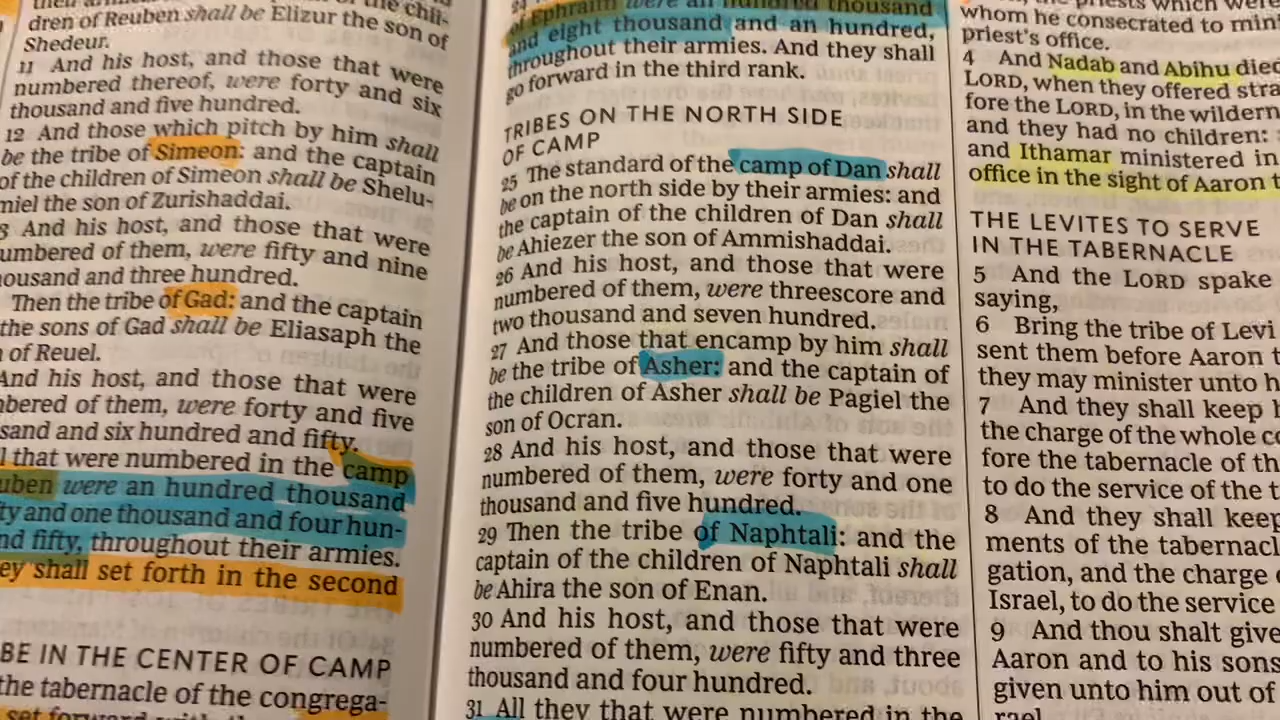 dren of Reuben shall be Elizur the son of
Shedeur.
11 And his host, and those that were
numbered thereof, were forty and six
thousand and five hundred.
12 And those which pitch by him shall
be the tribe of Simeon: and the captain
of the children of Simeon shall be Shelu-
miel the son of Zurishaddai.
3 And his host, and those that were
umbered of them, were fifty and nine
ousand and three hundred.
Then the tribe of Gad: and the captain
the sons of Gad shall be Eliasaph the
of Reuel.
And his host, and those that were
bered of them, were forty and five
sand and six hundred and fifty.
l that were numbered in the camp
uben were an hundred thousand
ty and one thousand and four hun-
nd fifty, throughout their armies.
ey shall set forth in the second
BE IN THE CENTER OF CAMP
the tabernacle of the congrega-
set forward with the
24 of Ephraim were an hundred thousand
and eight thousand and an hundred,
throughout their armies. And they shall
go forward in the third rank.
TRIBES ON THE NORTH SIDE
OF CAMP
25 The standard of the camp of Dan shall
be on the north side by their armies: and
the captain of the children of Dan shall
be Ahiezer the son of Ammishaddai.
26 And his host, and those that were
numbered of them, were threescore and
two thousand and seven hundred.
27 And those that encamp by him shall
be the tribe of Asher: and the captain of
the children of Asher shall be Pagiel the
son of Ocran.
28 And his host, and those that were
numbered of them, were forty and one
thousand and five hundred.
29 Then the tribe of Naphtali: and the
captain of the children of Naphtali shall
be Ahira the son of Enan.
30 And his host, and those that were
numbered of them, were fifty and three
thousand and four hundred.
31 All they that were numbered in the
priests which were
whom he consecrated to min
priest's office.
4 And Nadab and Abihu died
LORD, when they offered stra
fore the LORD, in the wildern
and they had no children:
and Ithamar ministered in
office in the sight of Aaron t
THE LEVITES TO SERVE
IN THE TABERNACLE
5 And the LORD spake
saying,
6 Bring the tribe of Levi
sent them before Aaron t
they may minister unto h
7 And they shall keep h
the charge of the whole co
fore the tabernacle of th
to do the service of the t
8 And they shall keep
ments of the tabernacl
gation, and the charge o
Israel, to do the service
9 And thou shalt give
Aaron and to his sons
given unto him out of
rael.